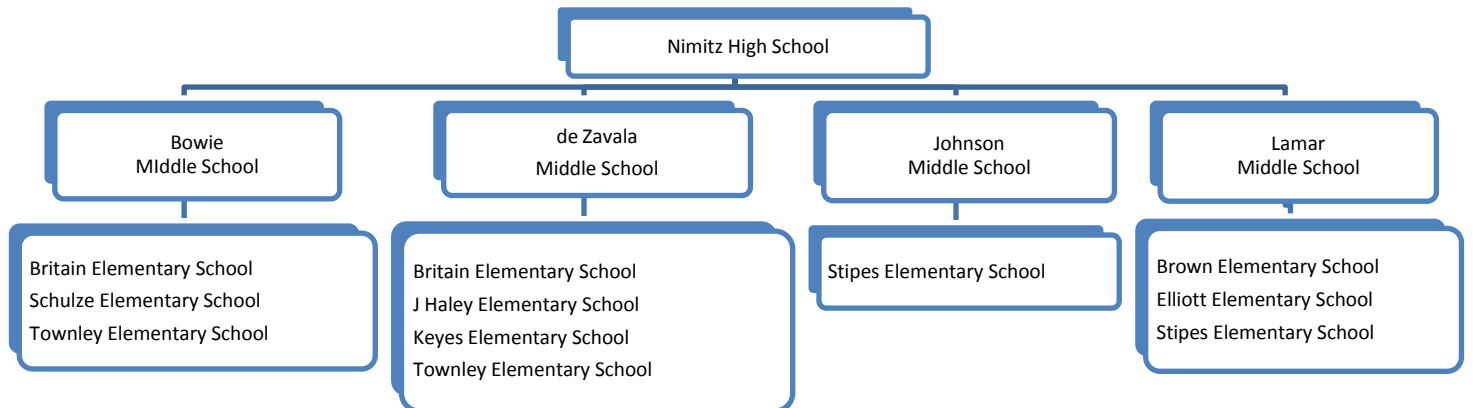 Nimitz High School
Bowie
MIddle School
de Zavala
Middle School
Johnson
Middle School
Lamar
Middle School
Britain Elementary School
Schulze Elementary School
Townley Elementary School
Britain Elementary School
J Haley Elementary School
Keyes Elementary School
Townley Elementary School
Stipes Elementary School
Brown Elementary School
Elliott Elementary School
Stipes Elementary School